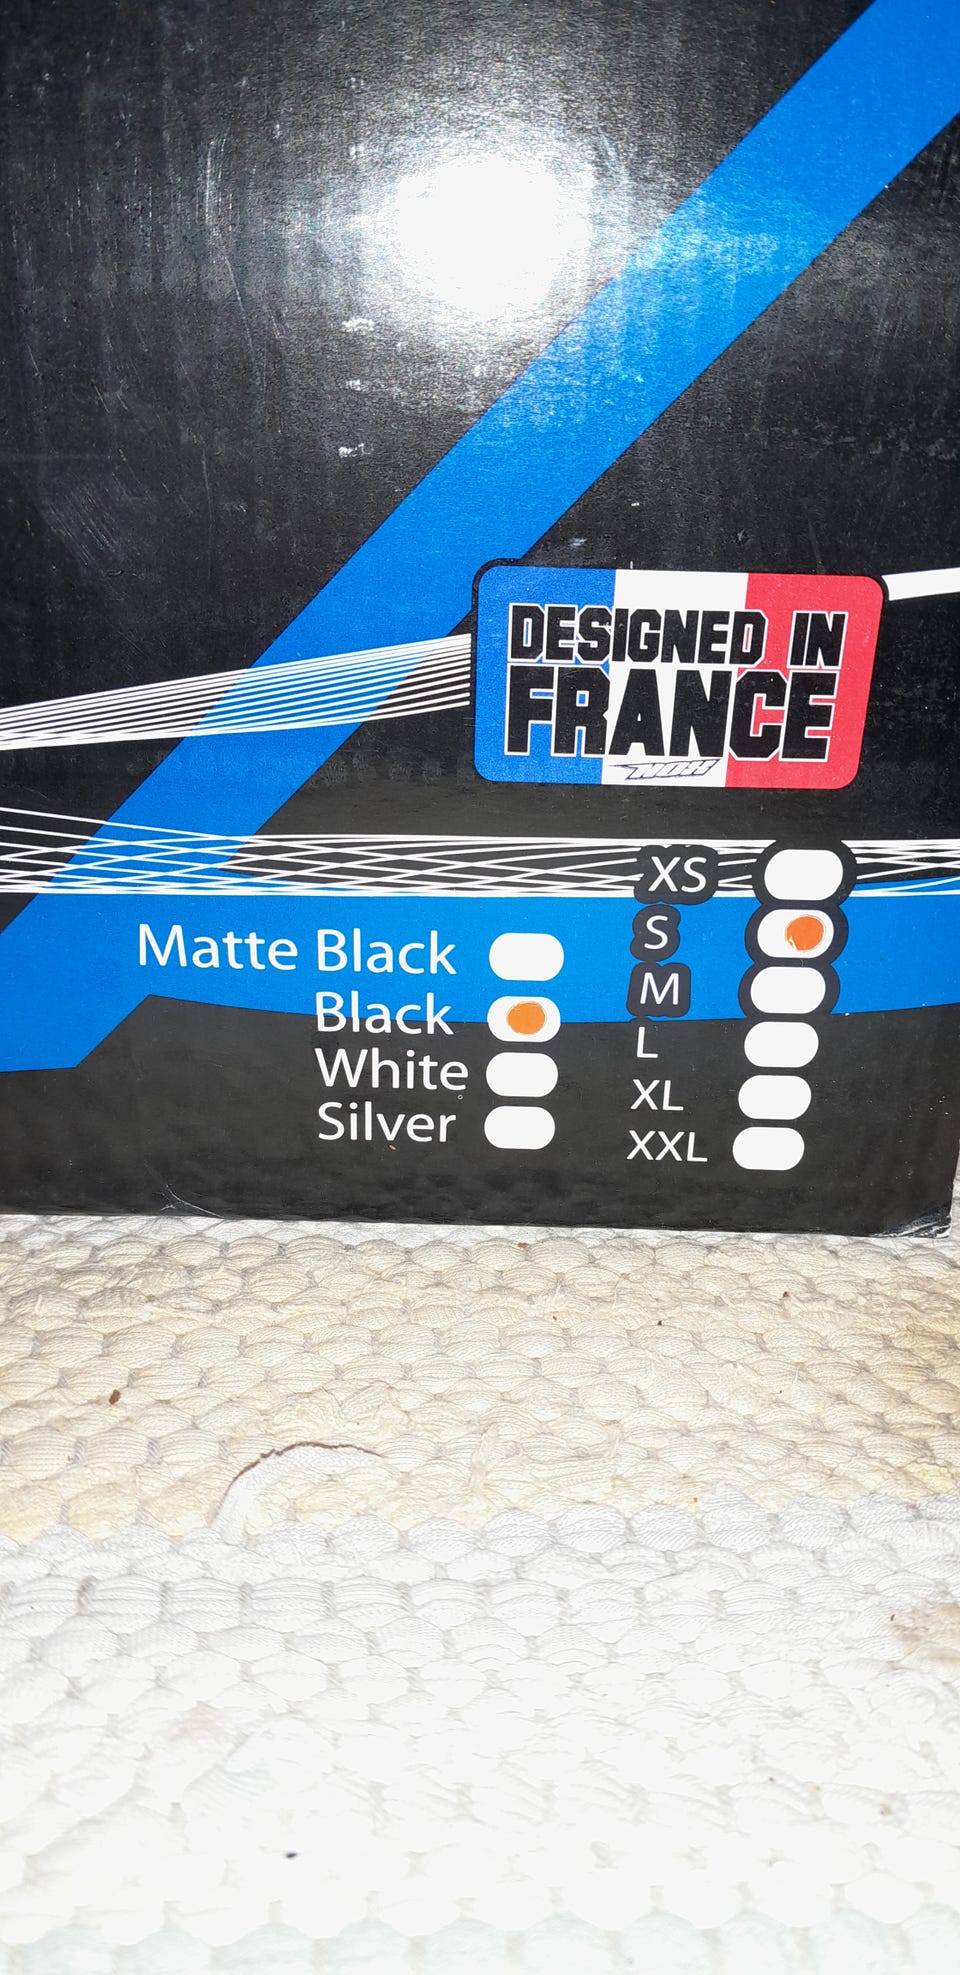 DESIGNED IN
FRANCE
NOX
XS
S
M
L
XL
XXL
Matte Black
Black
White
Silver